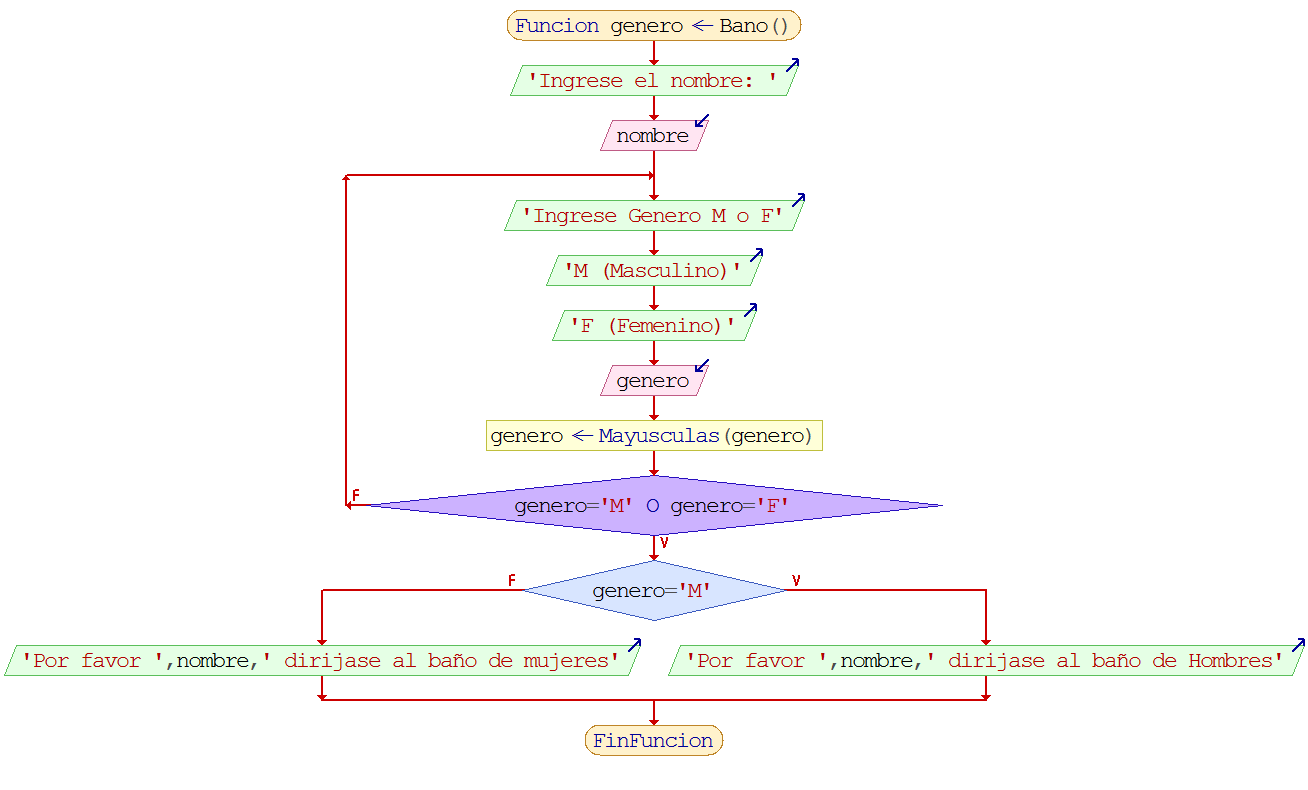 Funcion genero ← Bano()
'Ingrese el nombre: '
nombre
'Ingrese Genero M o F'
'M (Masculino)'
'F (Femenino)'
genero
genero ← Mayusculas(genero)
F
genero='M' O genero='F'
V
F
V
genero='M'
'Por favor ',nombre,' dirijase al baño de mujeres'
'Por favor ',nombre,' dirijase al baño de Hombres'
FinFuncion